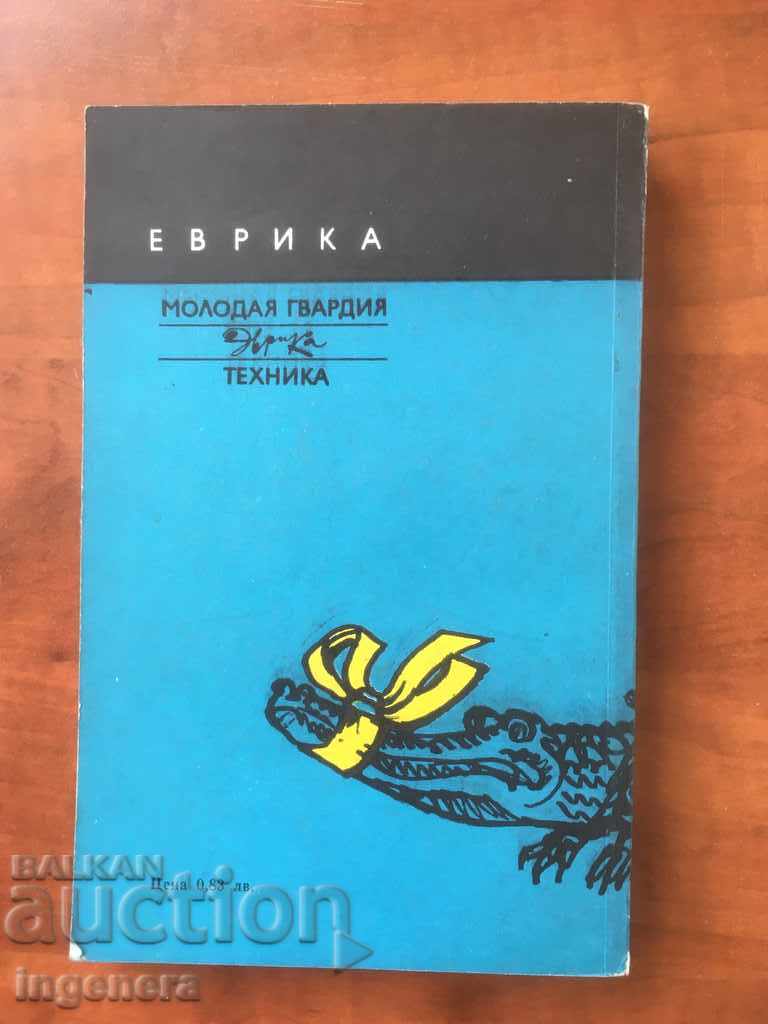 ЕВРИКА
МОЛОДАЯ ГВАРДИЯ
Эврика
ТЕХНИКА
Цена 0,83 лв.
BALKAN
auction
ingenera